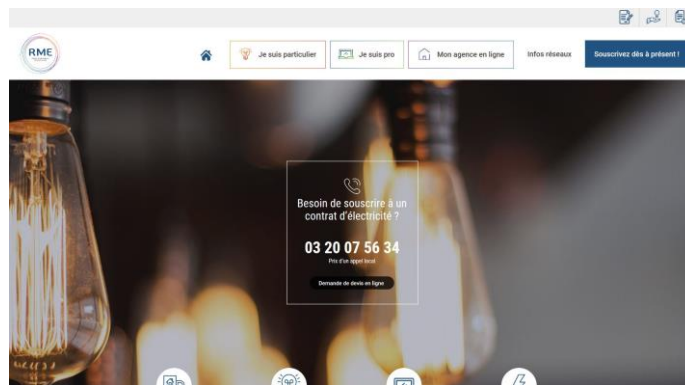 RME
Je suis particulier
Je suis pro
Mon agence en ligne
Infos réseaux
Souscrivez dès à présent !
Besoin de souscrire à un
contrat d'électricité ?
03 20 07 56 34
Prix d'un appel local
Demande de devis en ligne